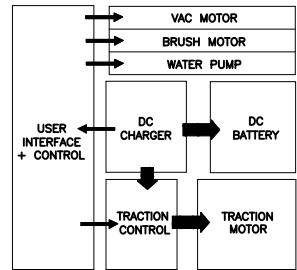 VAC MOTOR
BRUSH MOTOR
WATER PUMP
USER
INTERFACE
+ CONTROL
DC
CHARGER
DC
BATTERY
TRACTION
CONTROL
TRACTION
MOTOR